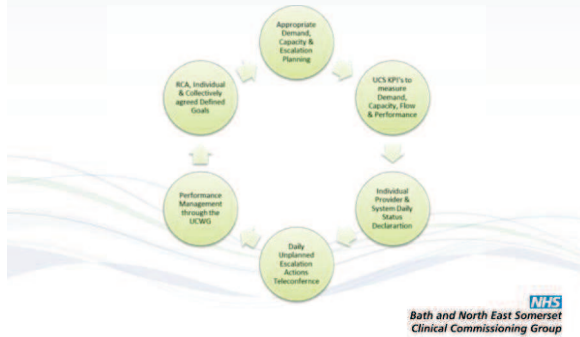 Appropriate
Demand,
Capacity &
Escalation
Planning
UCS KPI's to
measure
Demand,
Capacity, Flow
& Performance
Individual
Provider &
System Daily
Status
Declarartion
Daily
Unplanned
Escalation
Actions
Teleconfernce
Performance
Management
through the
UCWG
RCA, Individual
& Collectively
agreed Defined
Goals
NHS
Bath and North East Somerset
Clinical Commissioning Group